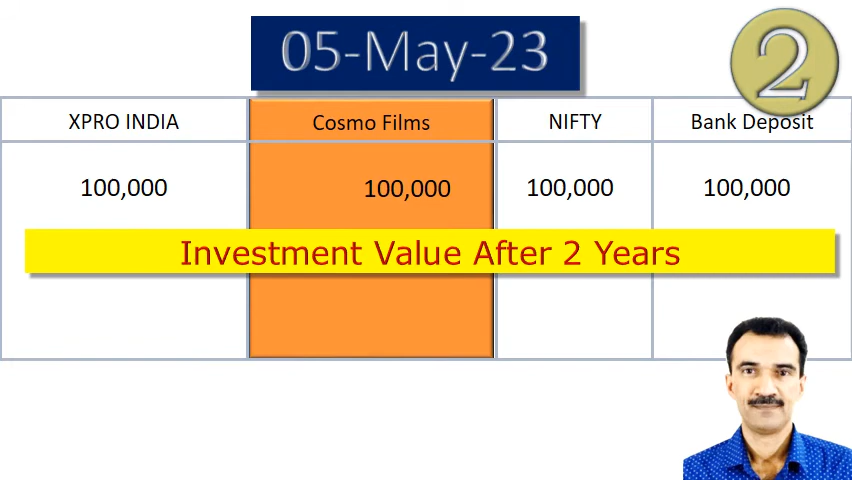 05-May-23
2
XPRO INDIA Cosmo Films NIFTY Bank Deposit
100,000 100,000 100,000 100,000
Investment Value After 2 Years